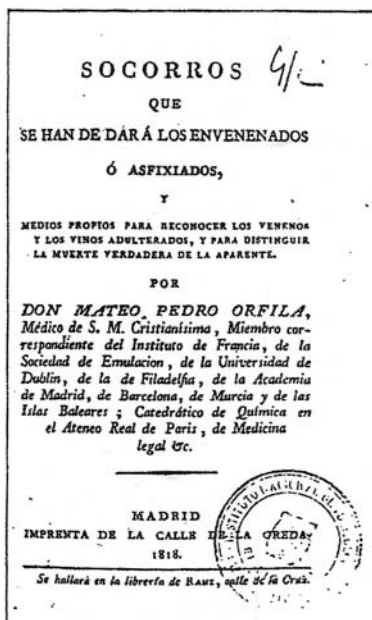 SOCORROS
QUE
SE HAN DE DAR Á LOS ENVENENADOS
Ó ASFIXIADOS,
Y
MEDIOS PROPIOS PARA RECONOCER LOS VENENOS
Y LOS VINOS ADULTERADOS, Y PARA DISTINGUIR
LA MUERTE VERDADERA DE LA APARENTE.
POR
DON MATEO PEDRO ORFILA,
Médico de S. M. Cristianísima, Miembro cor-
respondiente del Instituto de Francia, de la
Sociedad de Emulacion, de la Universidad de
Dublin, de la de Filadelfia, de la Academia
de Madrid, de Barcelona, de Murcia y de las
Islas Baleares; Catedrático de Química en
el Ateneo Real de Paris, de Medicina
legal &c.
MADRID
IMPRENTA DE LA CALLE DE LA GREDA.
1818.
Se hallará en la librería de RANZ, calle de la Cruz.